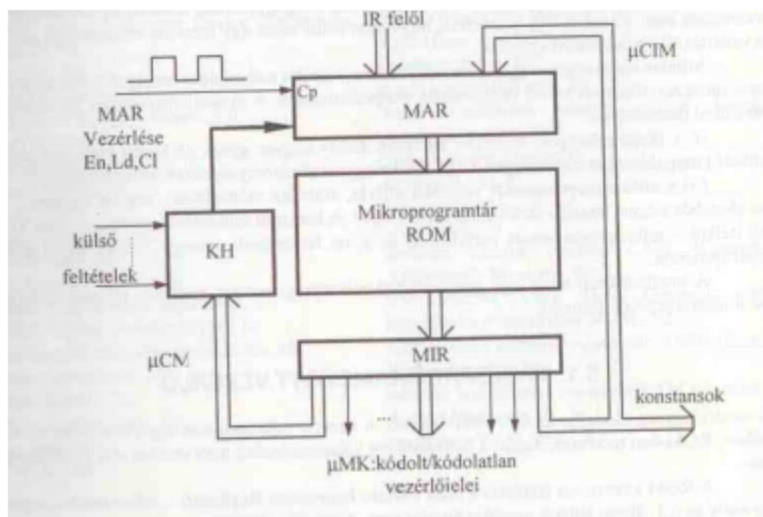 IR felől
μCIM
Cp
MAR
MAR
Vezérlése
En,Ld,Cl
Mikroprogramtár
ROM
külső
KH
feltételek
μCM
MIR
konstansok
...
μMK:kódolt/kódolatlan
vezérlőjelei